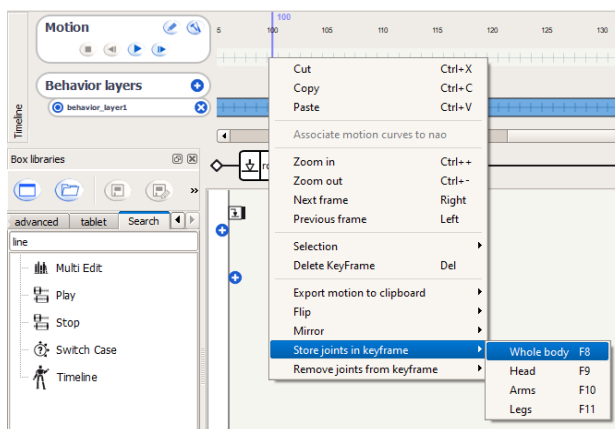 Motion
100
5
100
105
110
115
120
125
130
Behavior layers
behavior_layer1
Timeline
Cut Ctrl+X
Copy Ctrl+C
Paste Ctrl+V
Associate motion curves to nao
Zoom in Ctrl++
Zoom out Ctrl+-
Next frame Right
Previous frame Left
Selection
Delete KeyFrame Del
Export motion to clipboard
Flip
Mirror
Store joints in keyframe
Remove joints from keyframe
Whole body F8
Head F9
Arms F10
Legs F11
Box libraries
»
advanced tablet Search
line
Multi Edit
Play
Stop
Switch Case
Timeline